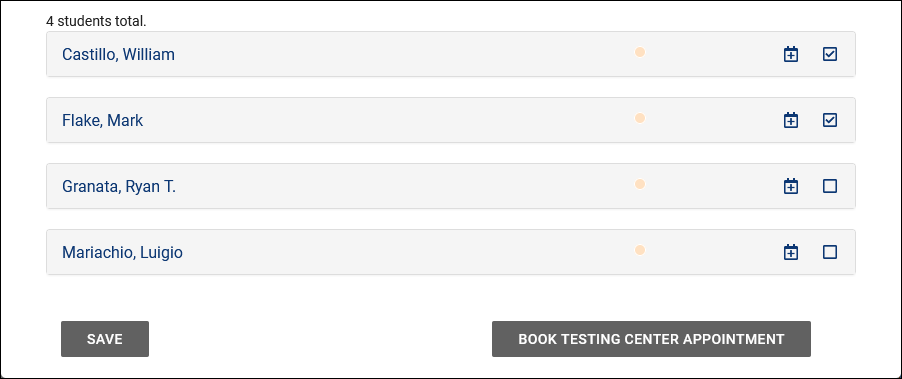 4 students total.
Castillo, William
Flake, Mark
Granata, Ryan T.
Mariachio, Luigio
SAVE
BOOK TESTING CENTER APPOINTMENT